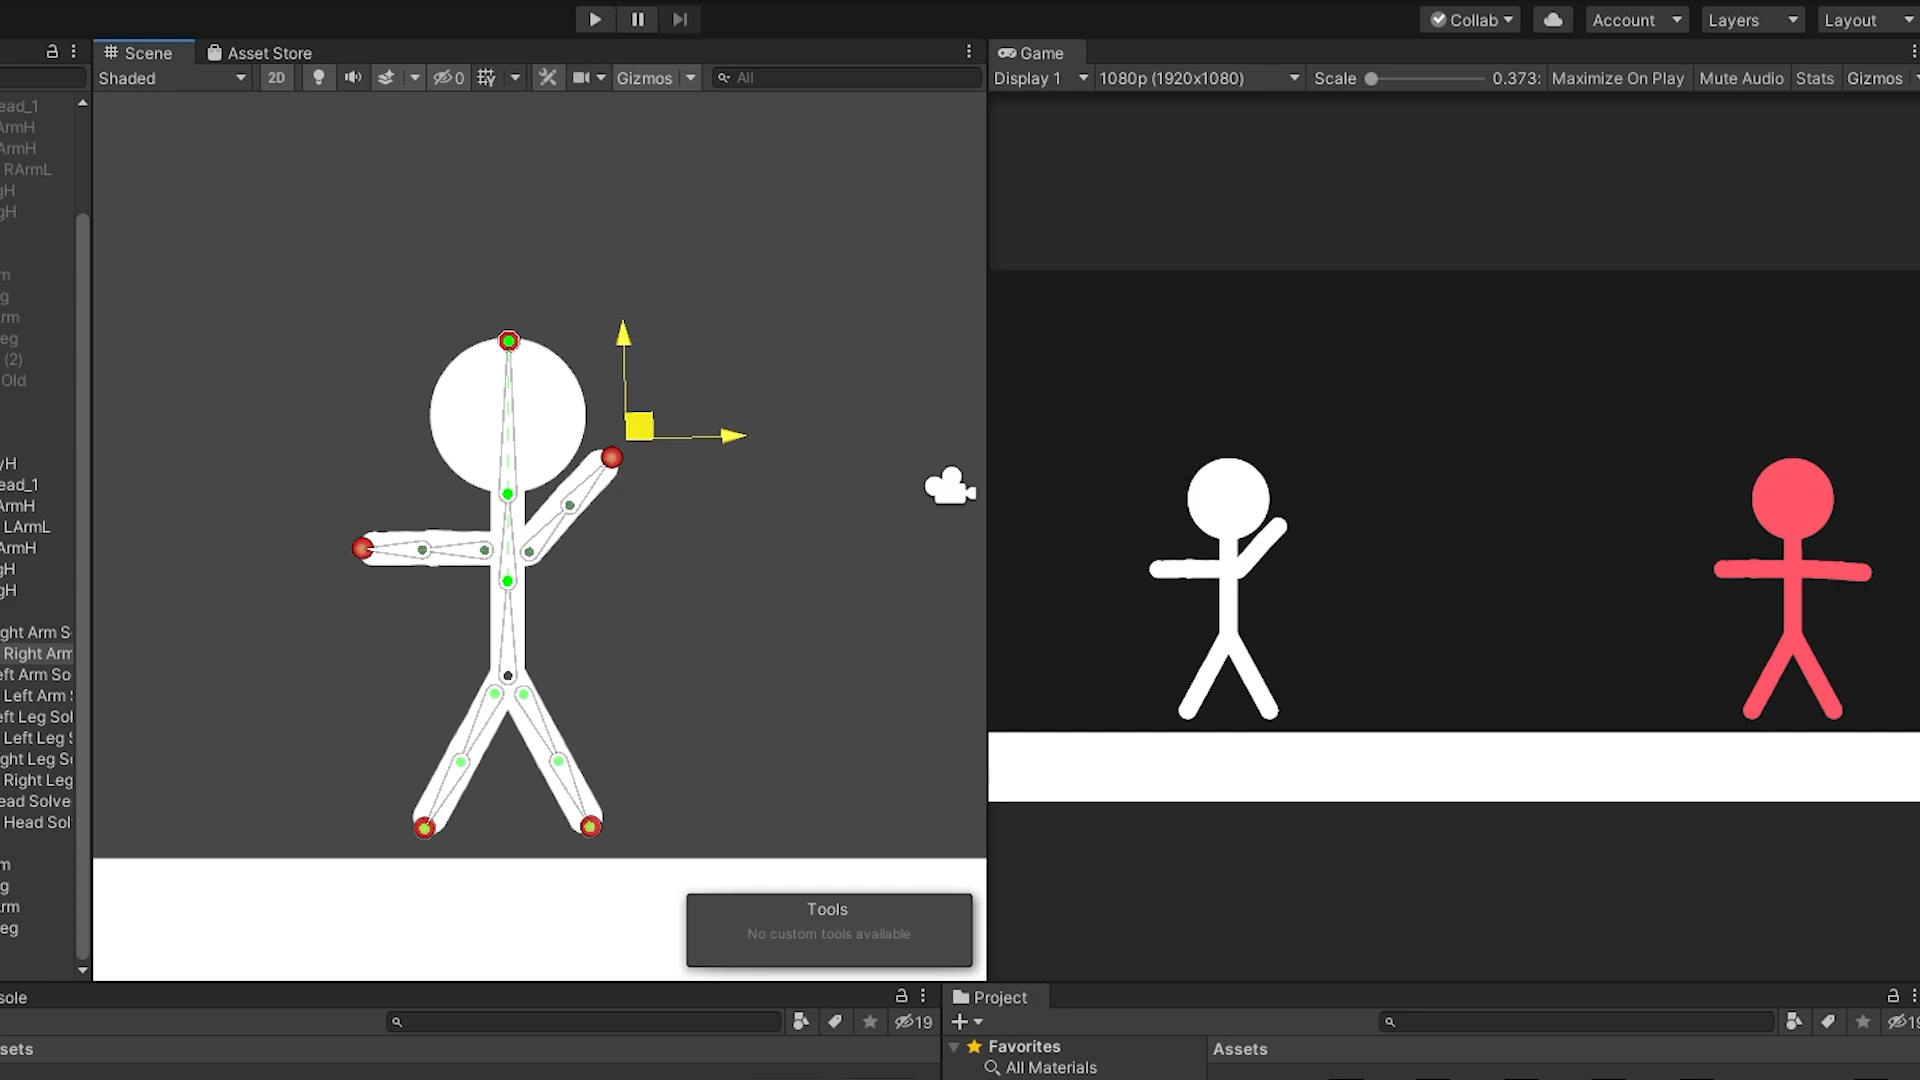 Collab Account Layers Layout
Scene Asset Store
Game
Shaded 2D 0 Gizmos All
Display 1 1080p (1920x1080) Scale 0.373: Maximize On Play Mute Audio Stats Gizmos
ead_1
ArmH
ArmH
RArmL
gH
gH
m
g
rm
eg
(2)
Old
yH
ead_1
ArmH
LArmL
ArmH
gH
gH
ght Arm S
Right Arm
eft Arm So
Left Arm
eft Leg Sol
Left Leg S
ght Leg S
Right Leg
ead Solve
Head Sol
m
g
rm
eg
Tools
No custom tools available
sole
19
sets
Project
19
Favorites
All Materials
Assets